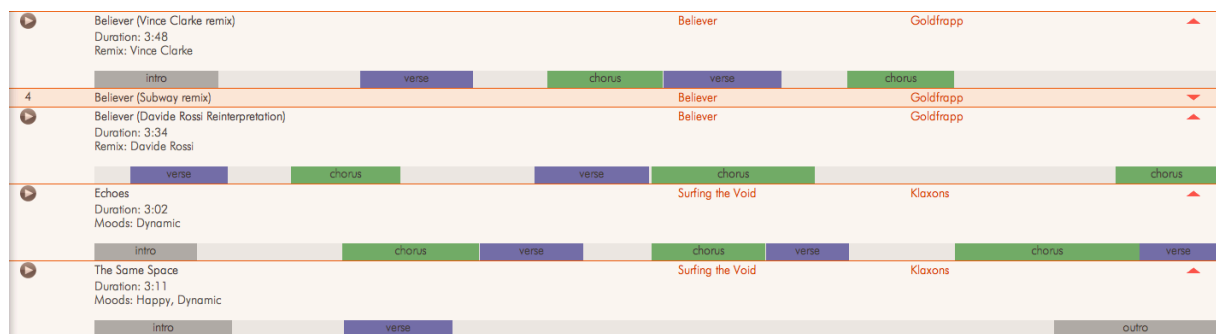 Believer (Vince Clarke remix) Believer Goldfrapp
Duration: 3:48
Remix: Vince Clarke
intro verse chorus verse chorus
4 Believer (Subway remix) Believer Goldfrapp
Believer (Davide Rossi Reinterpretation) Believer Goldfrapp
Duration: 3:34
Remix: Davide Rossi
verse chorus verse chorus chorus
Echoes Surfing the Void Klaxons
Duration: 3:02
Moods: Dynamic
intro chorus verse chorus verse chorus verse
The Same Space Surfing the Void Klaxons
Duration: 3:11
Moods: Happy, Dynamic
intro verse outro